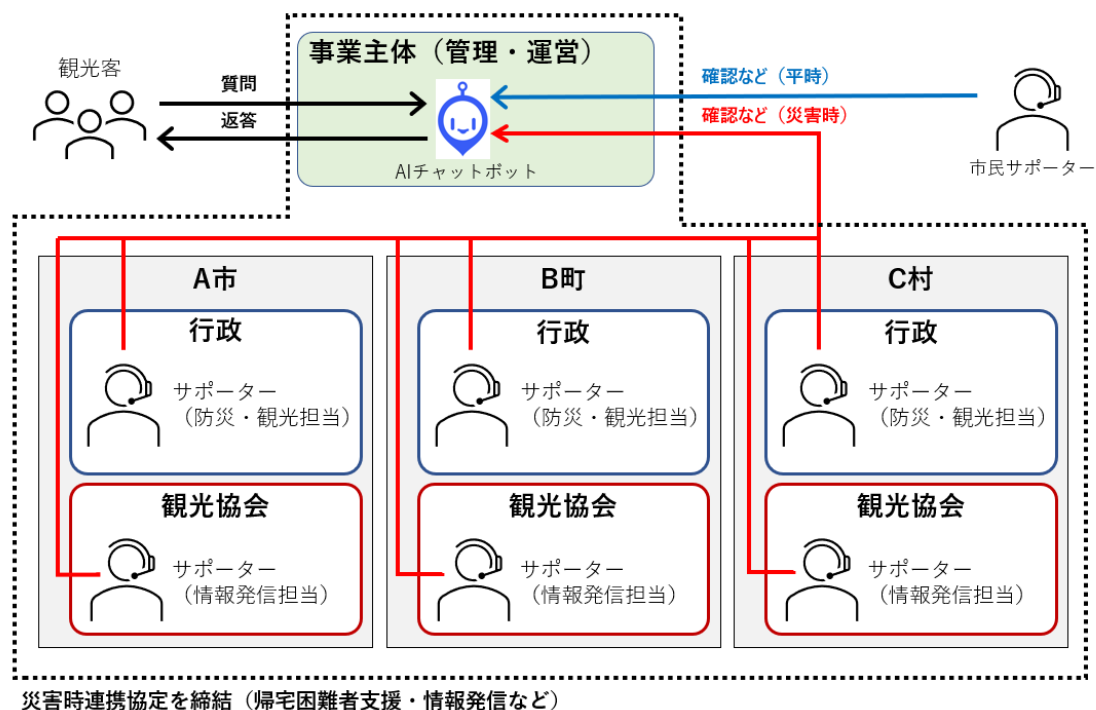 事業主体（管理・運営）
観光客
質問
返答
AIチャットボット
確認など（平時）
確認など（災害時）
市民サポーター
A市
行政
サポーター
（防災・観光担当）
観光協会
サポーター
（情報発信担当）
B町
行政
サポーター
（防災・観光担当）
観光協会
サポーター
（情報発信担当）
C村
行政
サポーター
（防災・観光担当）
観光協会
サポーター
（情報発信担当）
災害時連携協定を締結（帰宅困難者支援・情報発信など）